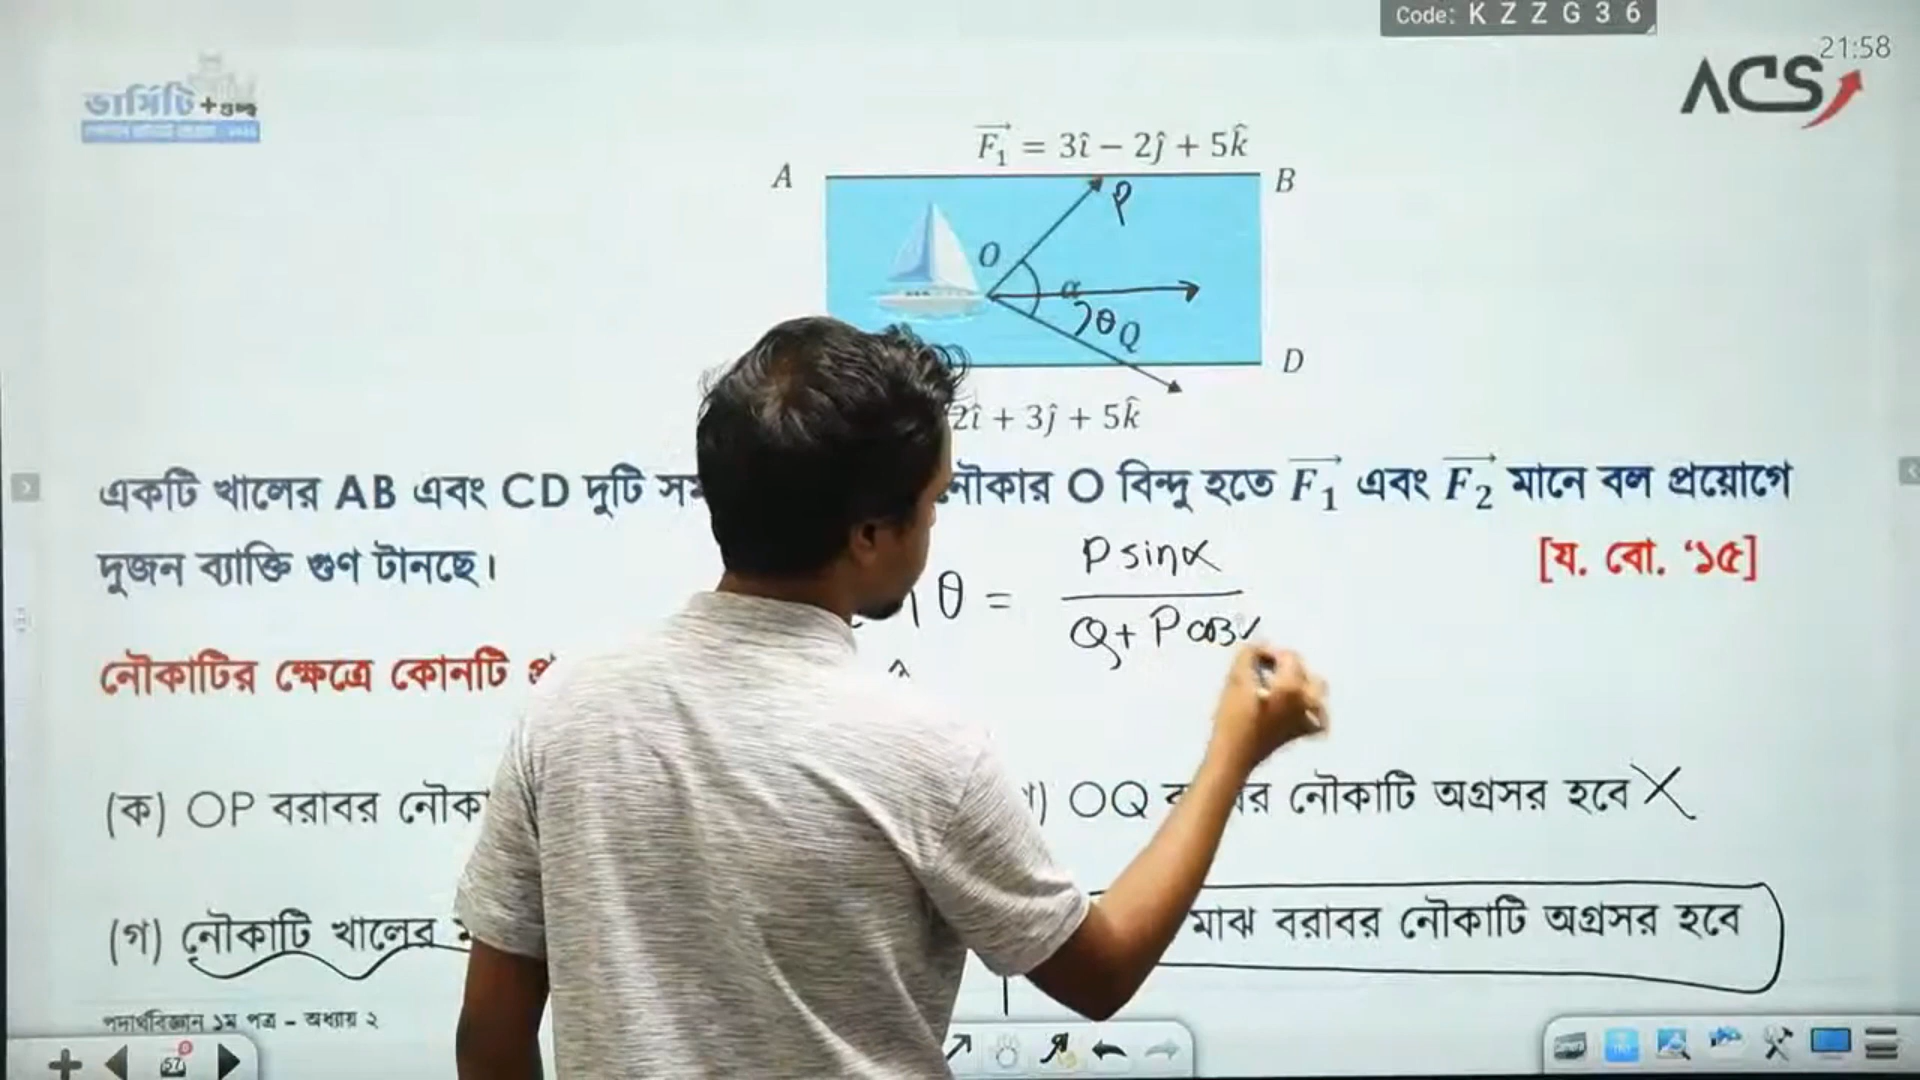 Code: K Z Z G 3 6
21:58
ভার্সিটি +
ACS
F₁ = 3î − 2ĵ + 5k̂
A
B
P
O
α
θ
Q
D
2î + 3ĵ + 5k̂
একটি খালের AB এবং CD দুটি নৌকার O বিন্দু হতে F₁ এবং F₂ মানে বল প্রয়োগে
দুজন ব্যাক্তি গুণ টানছে।
[য. বো. ‘১৫]
θ = P sinα / Q + P cos
নৌকাটির ক্ষেত্রে কোনটি
(ক) OP বরাবর
OQ নৌকাটি অগ্রসর হবে X
(গ) নৌকাটি খালের
মাঝ বরাবর নৌকাটি অগ্রসর হবে
পদার্থবিজ্ঞান ১ম পত্র – অধ্যায় ২
57